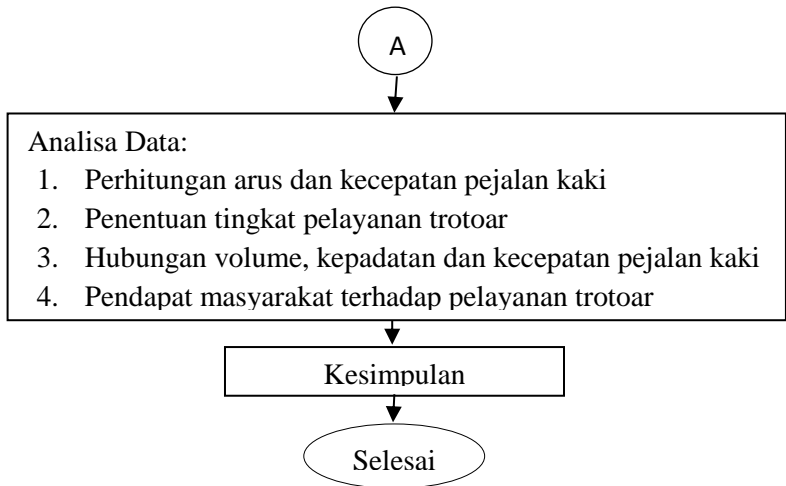 A
Analisa Data:
1. Perhitungan arus dan kecepatan pejalan kaki
2. Penentuan tingkat pelayanan trotoar
3. Hubungan volume, kepadatan dan kecepatan pejalan kaki
4. Pendapat masyarakat terhadap pelayanan trotoar
Kesimpulan
Selesai